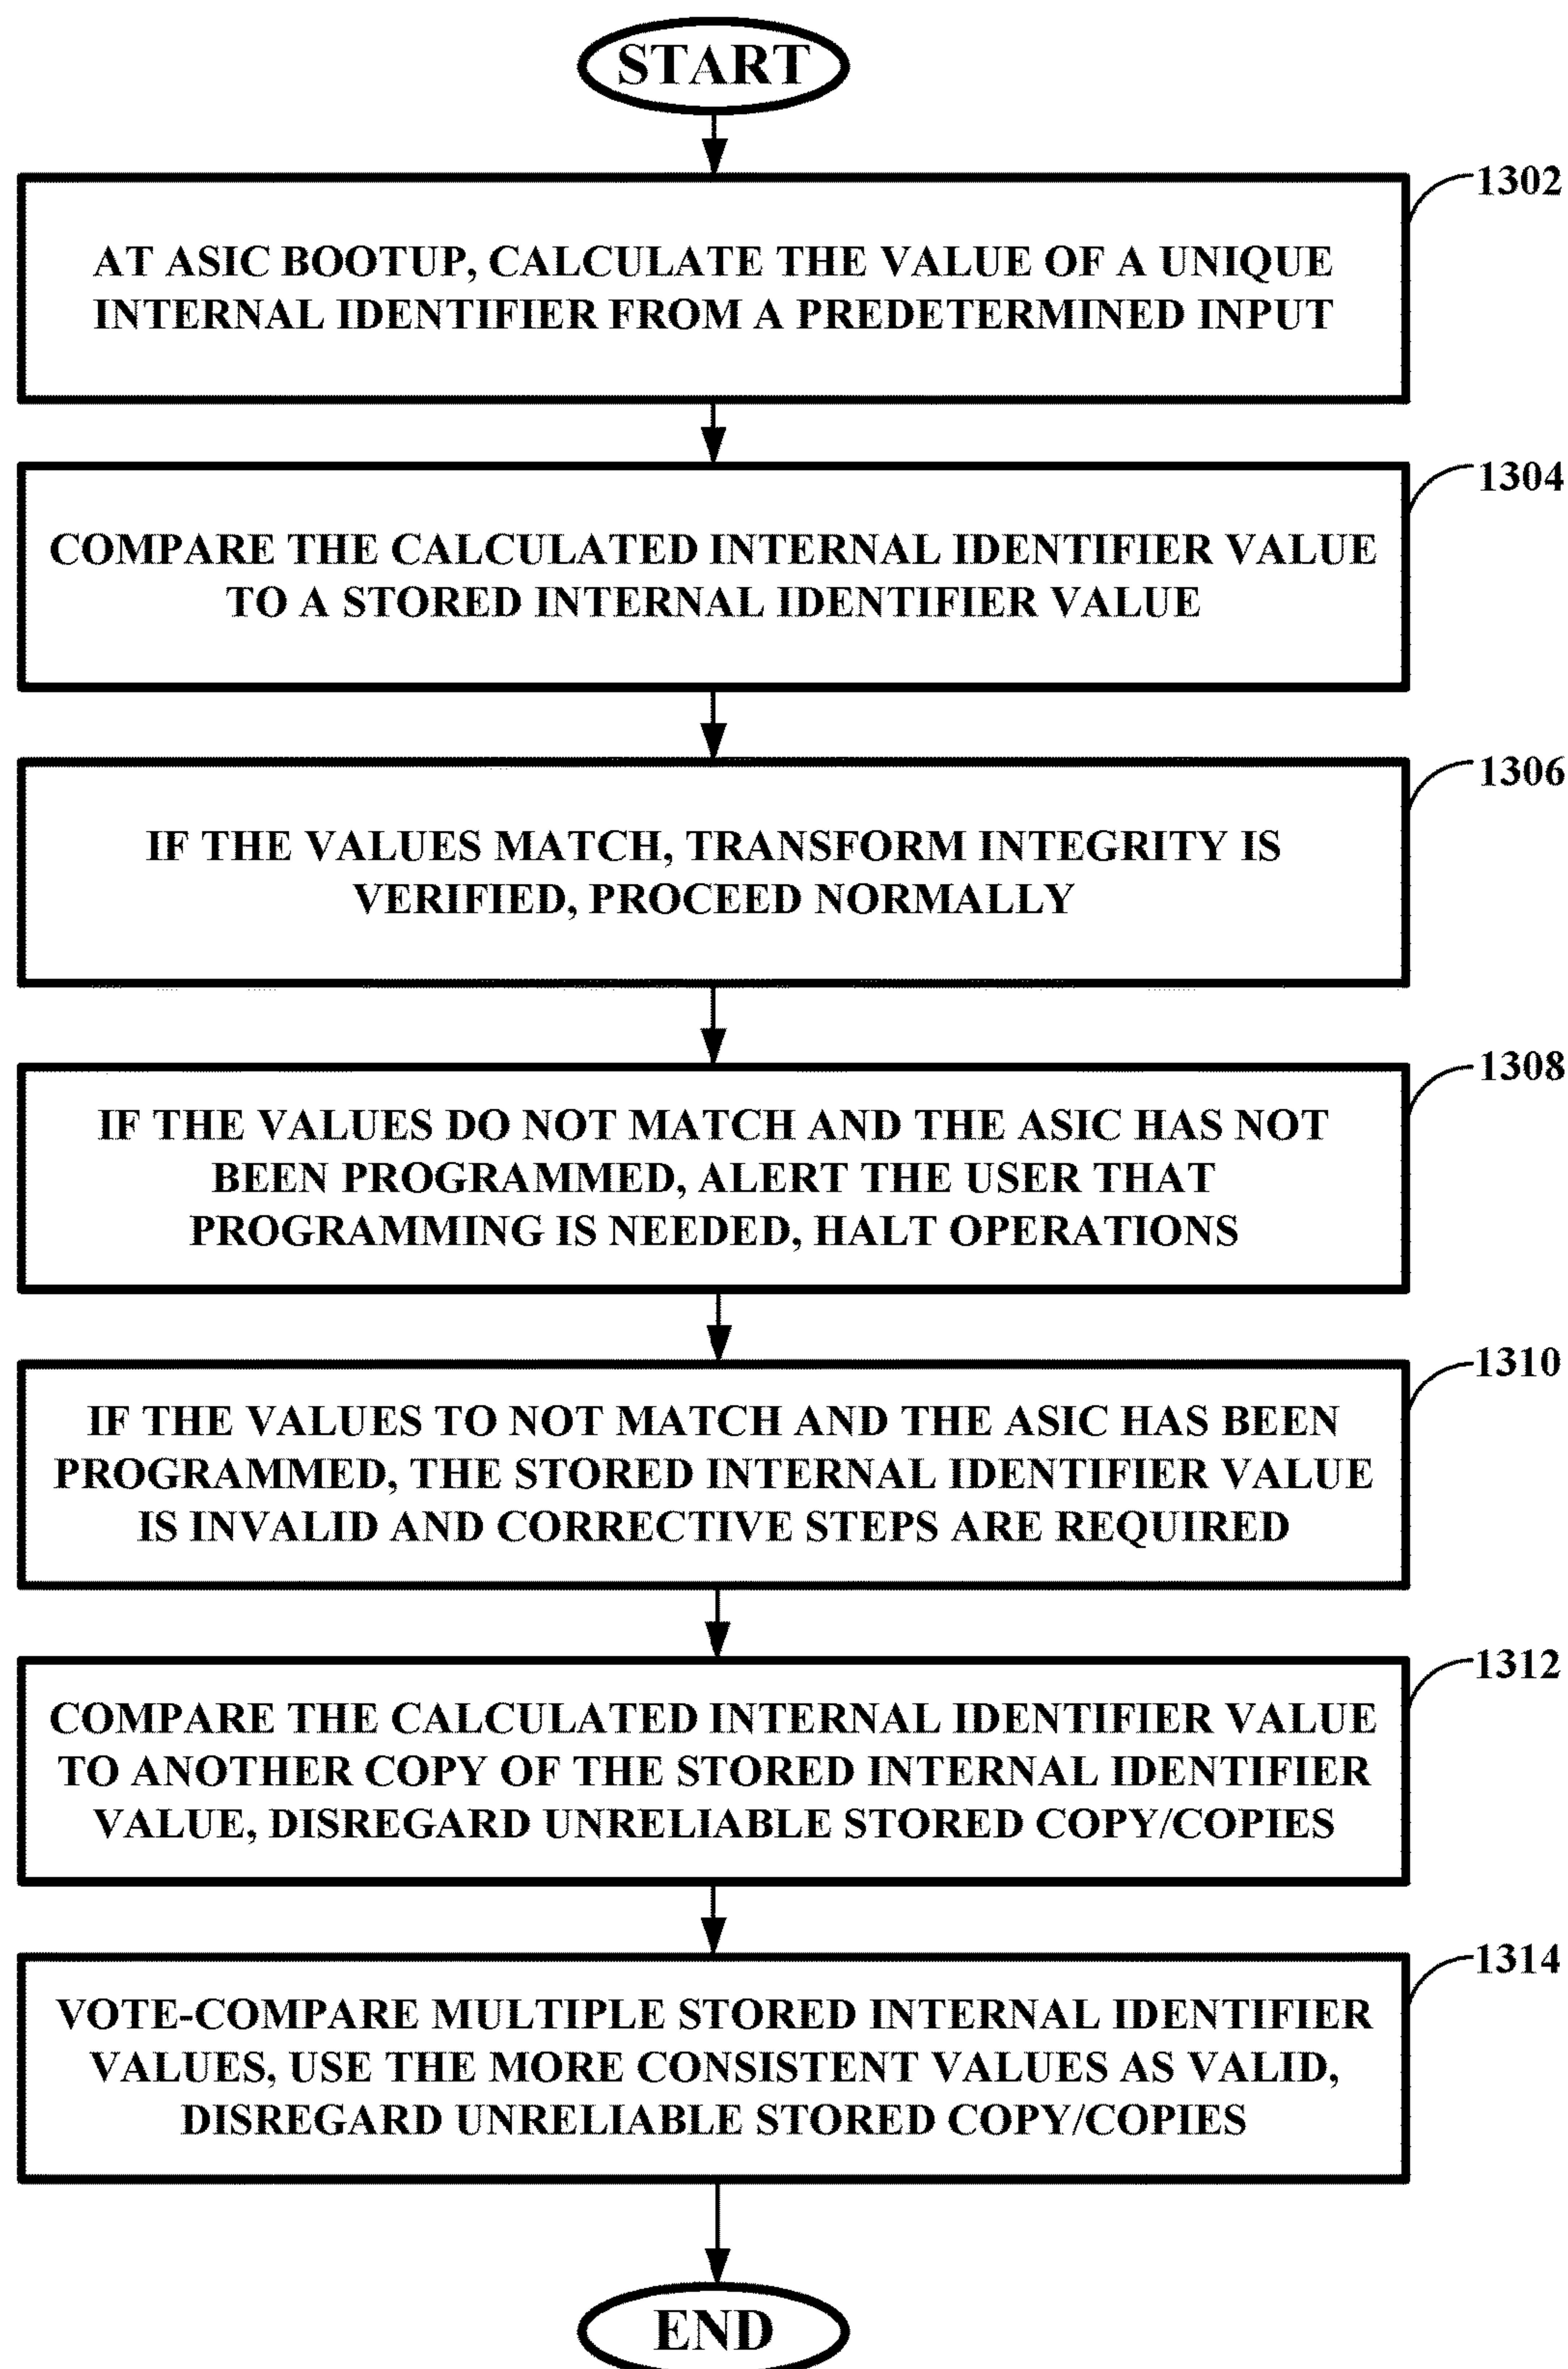 START
1302
AT ASIC BOOTUP, CALCULATE THE VALUE OF A UNIQUE
INTERNAL IDENTIFIER FROM A PREDETERMINED INPUT
1304
COMPARE THE CALCULATED INTERNAL IDENTIFIER VALUE
TO A STORED INTERNAL IDENTIFIER VALUE
1306
IF THE VALUES MATCH, TRANSFORM INTEGRITY IS
VERIFIED, PROCEED NORMALLY
1308
IF THE VALUES DO NOT MATCH AND THE ASIC HAS NOT
BEEN PROGRAMMED, ALERT THE USER THAT
PROGRAMMING IS NEEDED, HALT OPERATIONS
1310
IF THE VALUES TO NOT MATCH AND THE ASIC HAS BEEN
PROGRAMMED, THE STORED INTERNAL IDENTIFIER VALUE
IS INVALID AND CORRECTIVE STEPS ARE REQUIRED
1312
COMPARE THE CALCULATED INTERNAL IDENTIFIER VALUE
TO ANOTHER COPY OF THE STORED INTERNAL IDENTIFIER
VALUE, DISREGARD UNRELIABLE STORED COPY/COPIES
1314
VOTE-COMPARE MULTIPLE STORED INTERNAL IDENTIFIER
VALUES, USE THE MORE CONSISTENT VALUES AS VALID,
DISREGARD UNRELIABLE STORED COPY/COPIES
END